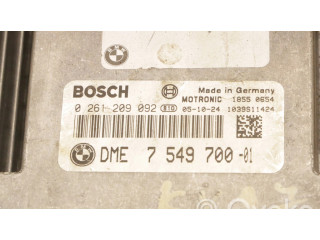 BOSCH
Made in Germany
MOTRONIC 1855 0654
0 261 209 092 05-10-24 1039S11424
DME 7 549 700 -01